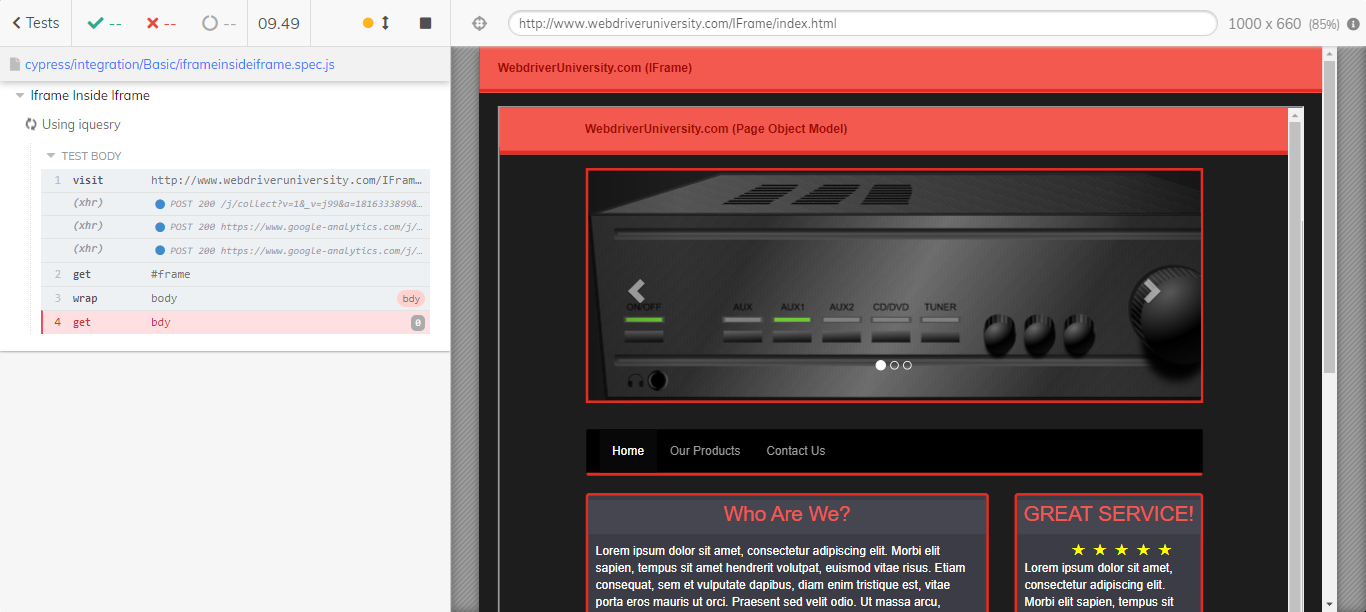 Tests
--
--
--
09.49
http://www.webdriveruniversity.com/IFrame/index.html
1000 x 660 (85%)
cypress/integration/Basic/iframeinsideiframe.spec.js
Iframe Inside Iframe
Using iquesry
TEST BODY
1 visit http://www.webdriveruniversity.com/IFram…
(xhr) POST 200 /j/collect?v=1&_v=j99&a=1816333899&…
(xhr) POST 200 https://www.google-analytics.com/j/…
(xhr) POST 200 https://www.google-analytics.com/j/…
2 get #frame
3 wrap body bdy
4 get bdy 0
WebdriverUniversity.com (IFrame)
WebdriverUniversity.com (Page Object Model)
ON/OFF AUX AUX1 AUX2 CD/DVD TUNER
Home Our Products Contact Us
Who Are We?
Lorem ipsum dolor sit amet, consectetur adipiscing elit. Morbi elit
sapien, tempus sit amet hendrerit volutpat, euismod vitae risus. Etiam
consequat, sem et vulputate dapibus, diam enim tristique est, vitae
porta eros mauris ut orci. Praesent sed velit odio. Ut massa arcu,
GREAT SERVICE!
★ ★ ★ ★ ★
Lorem ipsum dolor sit amet,
consectetur adipiscing elit.
Morbi elit sapien, tempus sit